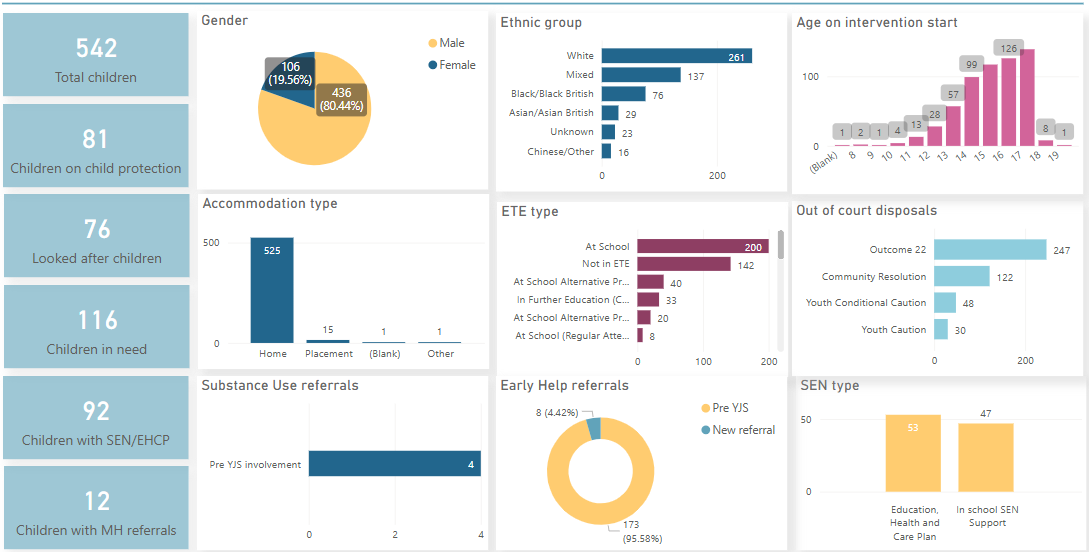 542
Total children
81
Children on child protection
76
Looked after children
116
Children in need
92
Children with SEN/EHCP
12
Children with MH referrals
Gender
Male
Female
106
(19.56%)
436
(80.44%)
Ethnic group
White
261
Mixed
137
Black/Black British
76
Asian/Asian British
29
Unknown
23
Chinese/Other
16
0
200
Age on intervention start
100
0
1
2
1
4
13
28
57
99
126
8
1
(Blank)
8
9
10
11
12
13
14
15
16
17
18
19
Accommodation type
500
0
525
15
1
1
Home
Placement
(Blank)
Other
ETE type
At School
200
Not in ETE
142
At School Alternative Pr...
40
In Further Education (C...
33
At School Alternative Pr...
20
At School (Regular Atte...
8
0
100
200
Out of court disposals
Outcome 22
247
Community Resolution
122
Youth Conditional Caution
48
Youth Caution
30
0
200
Substance Use referrals
Pre YJS involvement
4
0
2
4
Early Help referrals
8 (4.42%)
Pre YJS
New referral
173
(95.58%)
SEN type
50
0
53
47
Education,
Health and
Care Plan
In school SEN
Support